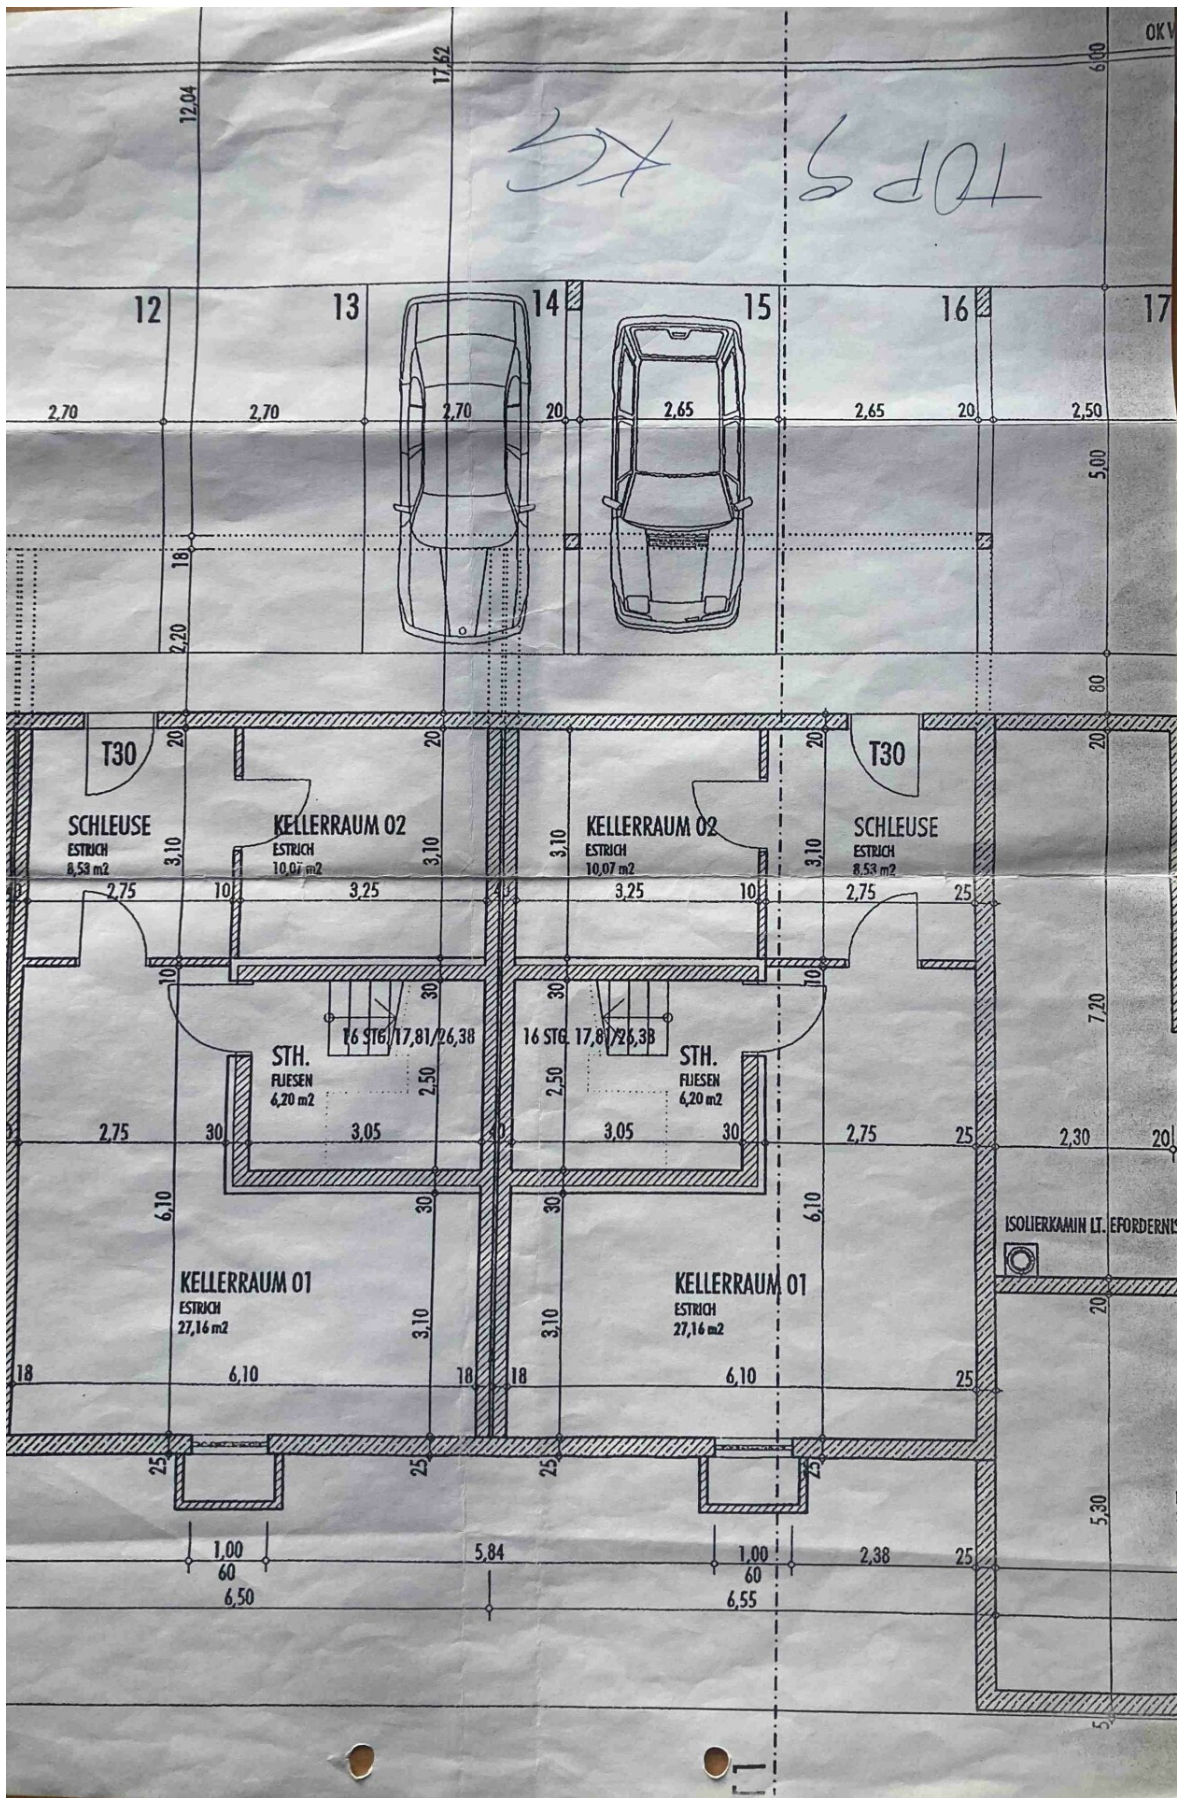 OK
12,04
17,62
6,00
TOP 9
12 13 14 15 16 17
2,70 2,70 2,70 20 2,65 2,65 20 2,50
5,00
18
2,20
80
T30 T30
20 20 20 20
SCHLEUSE KELLERRAUM 02 KELLERRAUM 02 SCHLEUSE
ESTRICH ESTRICH ESTRICH ESTRICH
8,53 m2 10,07 m2 10,07 m2 8,53 m2
3,10 3,10 3,10 3,10
2,75 10 3,25 3,25 10 2,75 25
10 30 30 10
7,20
16 STG. 17,81/26,38 16 STG. 17,81/26,38
STH. STH.
FLIESEN FLIESEN
6,20 m2 6,20 m2
2,50 2,50
2,75 30 3,05 40 3,05 30 2,75 25 2,30 20
6,10 30 30 6,10
ISOLIERKAMIN LT. EFORDERNIS
KELLERRAUM 01 KELLERRAUM 01
ESTRICH ESTRICH
27,16 m2 27,16 m2
3,10 3,10 20
18 6,10 18 18 6,10 25
25 25 25 25
5,30
1,00 5,84 1,00 2,38 25
60 60
6,50 6,55
5